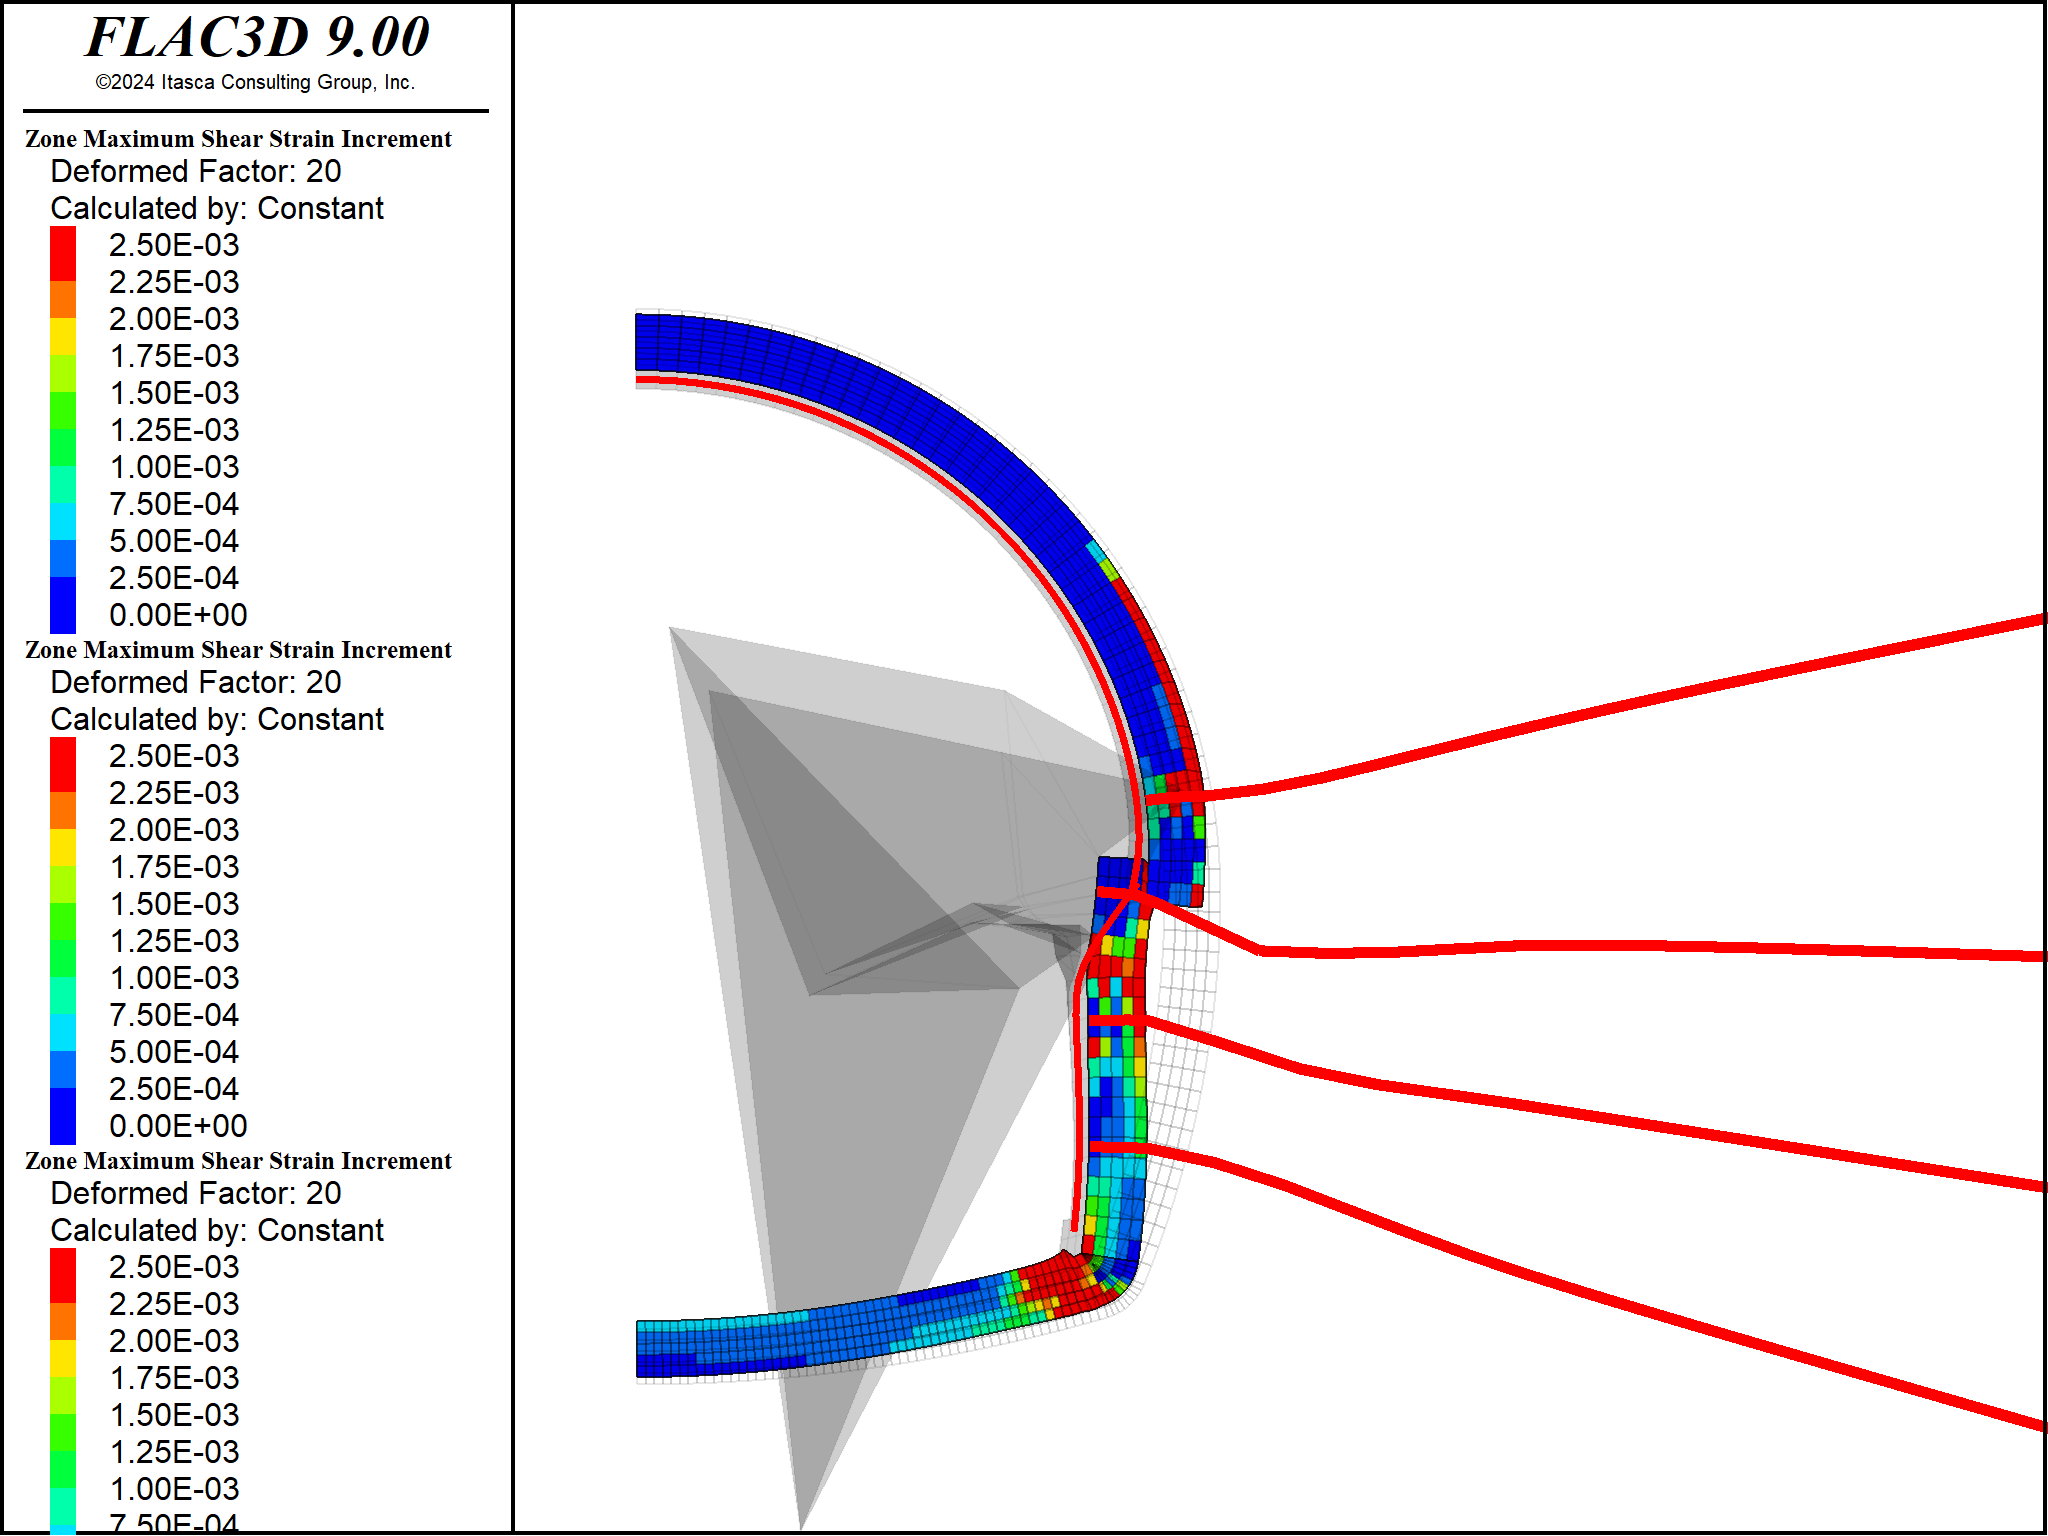 FLAC3D 9.00
©2024 Itasca Consulting Group, Inc.
Zone Maximum Shear Strain Increment
Deformed Factor: 20
Calculated by: Constant
2.50E-03
2.25E-03
2.00E-03
1.75E-03
1.50E-03
1.25E-03
1.00E-03
7.50E-04
5.00E-04
2.50E-04
0.00E+00
Zone Maximum Shear Strain Increment
Deformed Factor: 20
Calculated by: Constant
2.50E-03
2.25E-03
2.00E-03
1.75E-03
1.50E-03
1.25E-03
1.00E-03
7.50E-04
5.00E-04
2.50E-04
0.00E+00
Zone Maximum Shear Strain Increment
Deformed Factor: 20
Calculated by: Constant
2.50E-03
2.25E-03
2.00E-03
1.75E-03
1.50E-03
1.25E-03
1.00E-03
7.50E-04